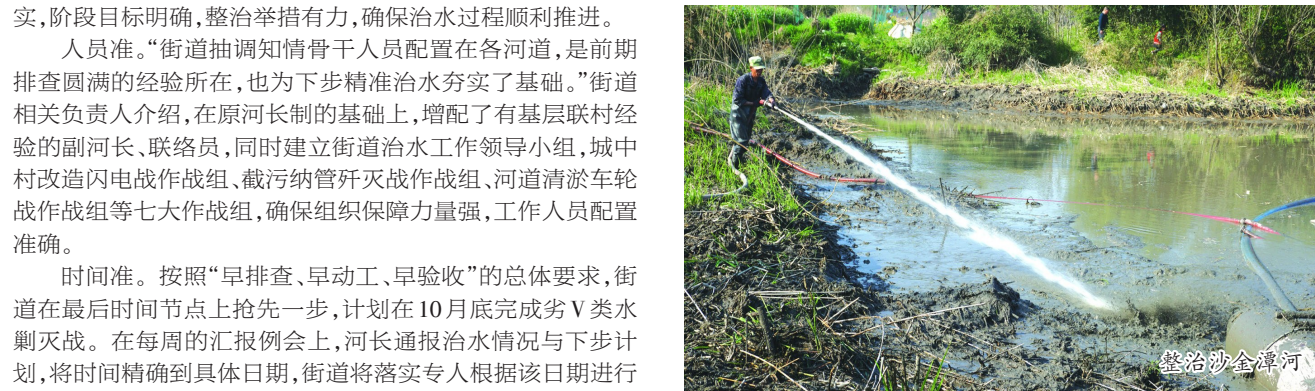 实,阶段目标明确,整治举措有力,确保治水过程顺利推进。
人员准。“街道抽调知情骨干人员配置在各河道,是前期
排查圆满的经验所在,也为下步精准治水夯实了基础。”街道
相关负责人介绍,在原河长制的基础上,增配了有基层联村经
验的副河长、联络员,同时建立街道治水工作领导小组,城中
村改造闪电战作战组、截污纳管歼灭战作战组、河道清淤车轮
战作战组等七大作战组,确保组织保障力量强,工作人员配置
准确。
时间准。按照“早排查、早动工、早验收”的总体要求,街
道在最后时间节点上抢先一步,计划在10月底完成劣V类水
剿灭战。在每周的汇报例会上,河长通报治水情况与下步计
划,将时间精确到具体日期,街道将落实专人根据该日期进行
整治沙金潭河